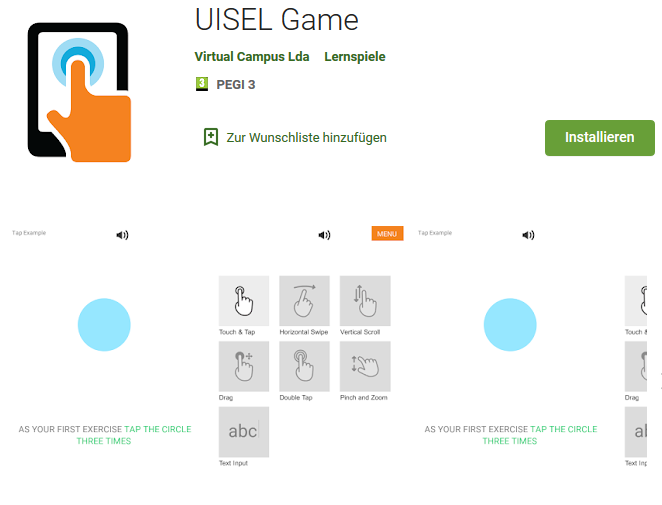 UISEL Game
Virtual Campus Lda Lernspiele
3 PEGI 3
Zur Wunschliste hinzufügen
Installieren
Tap Example
AS YOUR FIRST EXERCISE TAP THE CIRCLE
THREE TIMES
MENU
Touch & Tap
Horizontal Swipe
Vertical Scroll
Drag
Double Tap
Pinch and Zoom
abc
Text Input
Tap Example
AS YOUR FIRST EXERCISE TAP THE CIRCLE
THREE TIMES
Touch &
Drag
ab
Text Inp